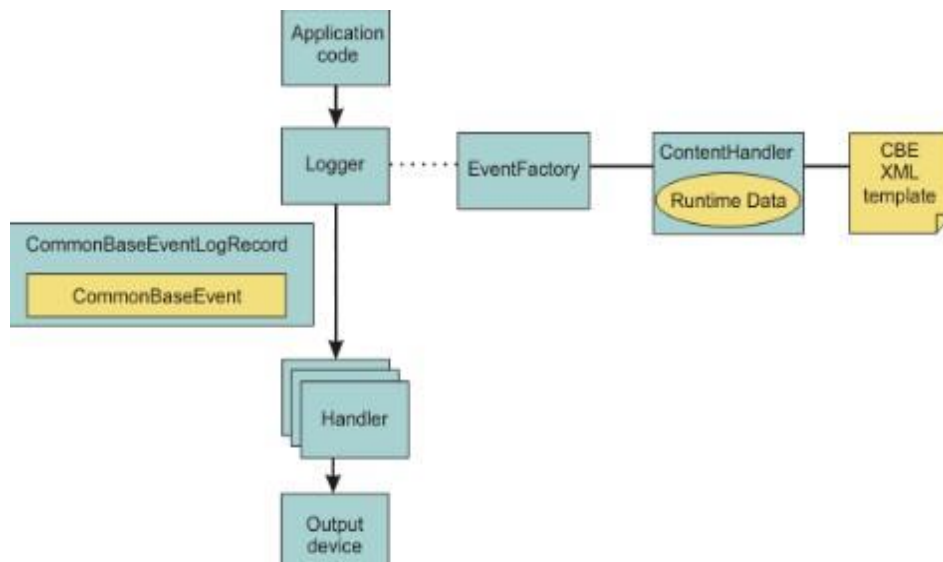 Application
code
Logger
EventFactory
ContentHandler
Runtime Data
CBE
XML
template
CommonBaseEventLogRecord
CommonBaseEvent
Handler
Output
device